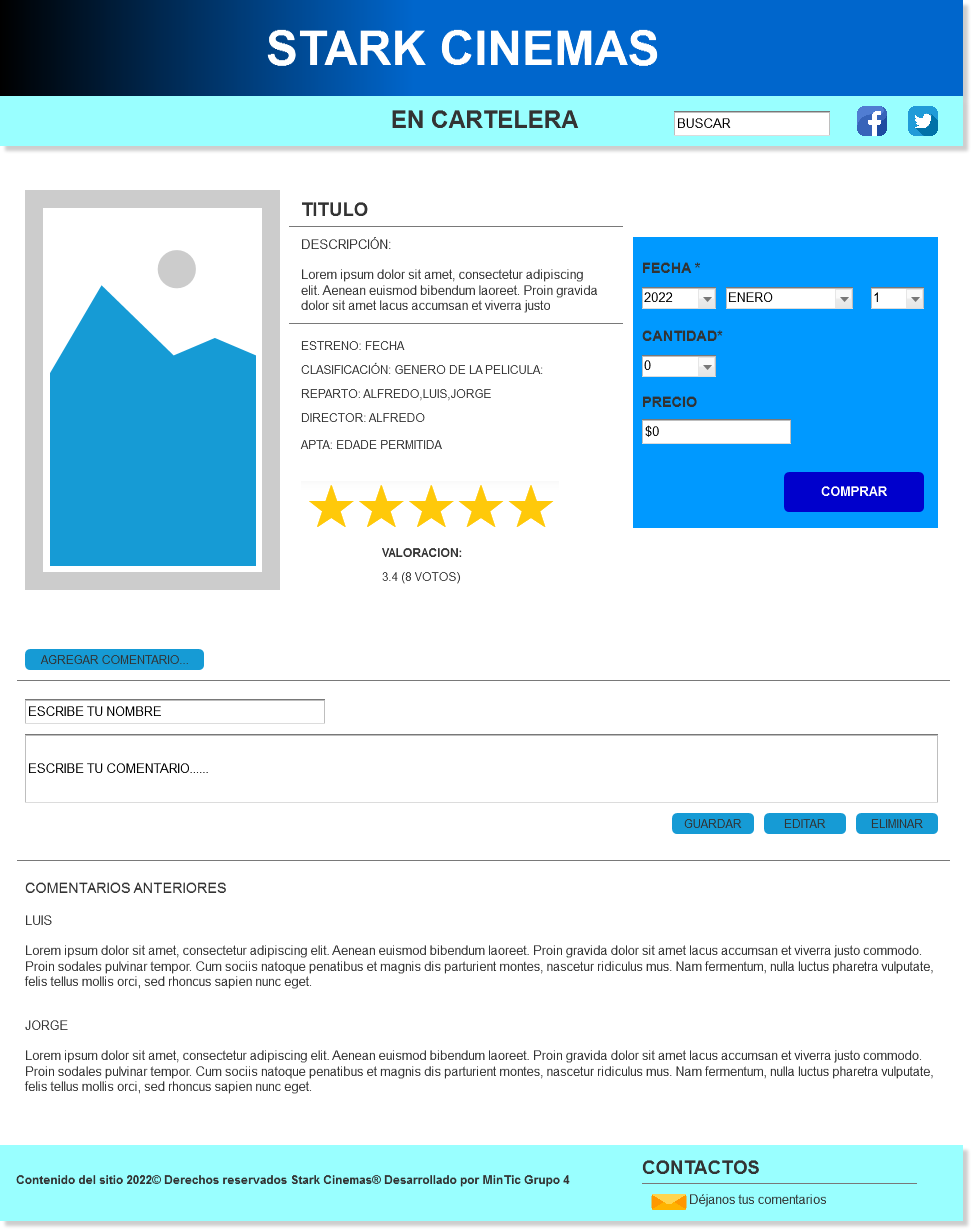 STARK CINEMAS
EN CARTELERA
BUSCAR
TITULO
DESCRIPCIÓN:
Lorem ipsum dolor sit amet, consectetur adipiscing
elit. Aenean euismod bibendum laoreet. Proin gravida
dolor sit amet lacus accumsan et viverra justo
ESTRENO: FECHA
CLASIFICACIÓN: GENERO DE LA PELICULA:
REPARTO: ALFREDO,LUIS,JORGE
DIRECTOR: ALFREDO
APTA: EDADE PERMITIDA
VALORACION:
3.4 (8 VOTOS)
FECHA *
2022 ENERO 1
CANTIDAD*
0
PRECIO
$0
COMPRAR
AGREGAR COMENTARIO...
ESCRIBE TU NOMBRE
ESCRIBE TU COMENTARIO......
GUARDAR EDITAR ELIMINAR
COMENTARIOS ANTERIORES
LUIS
Lorem ipsum dolor sit amet, consectetur adipiscing elit. Aenean euismod bibendum laoreet. Proin gravida dolor sit amet lacus accumsan et viverra justo commodo.
Proin sodales pulvinar tempor. Cum sociis natoque penatibus et magnis dis parturient montes, nascetur ridiculus mus. Nam fermentum, nulla luctus pharetra vulputate,
felis tellus mollis orci, sed rhoncus sapien nunc eget.
JORGE
Lorem ipsum dolor sit amet, consectetur adipiscing elit. Aenean euismod bibendum laoreet. Proin gravida dolor sit amet lacus accumsan et viverra justo commodo.
Proin sodales pulvinar tempor. Cum sociis natoque penatibus et magnis dis parturient montes, nascetur ridiculus mus. Nam fermentum, nulla luctus pharetra vulputate,
felis tellus mollis orci, sed rhoncus sapien nunc eget.
Contenido del sitio 2022© Derechos reservados Stark Cinemas® Desarrollado por MinTic Grupo 4
CONTACTOS
Déjanos tus comentarios